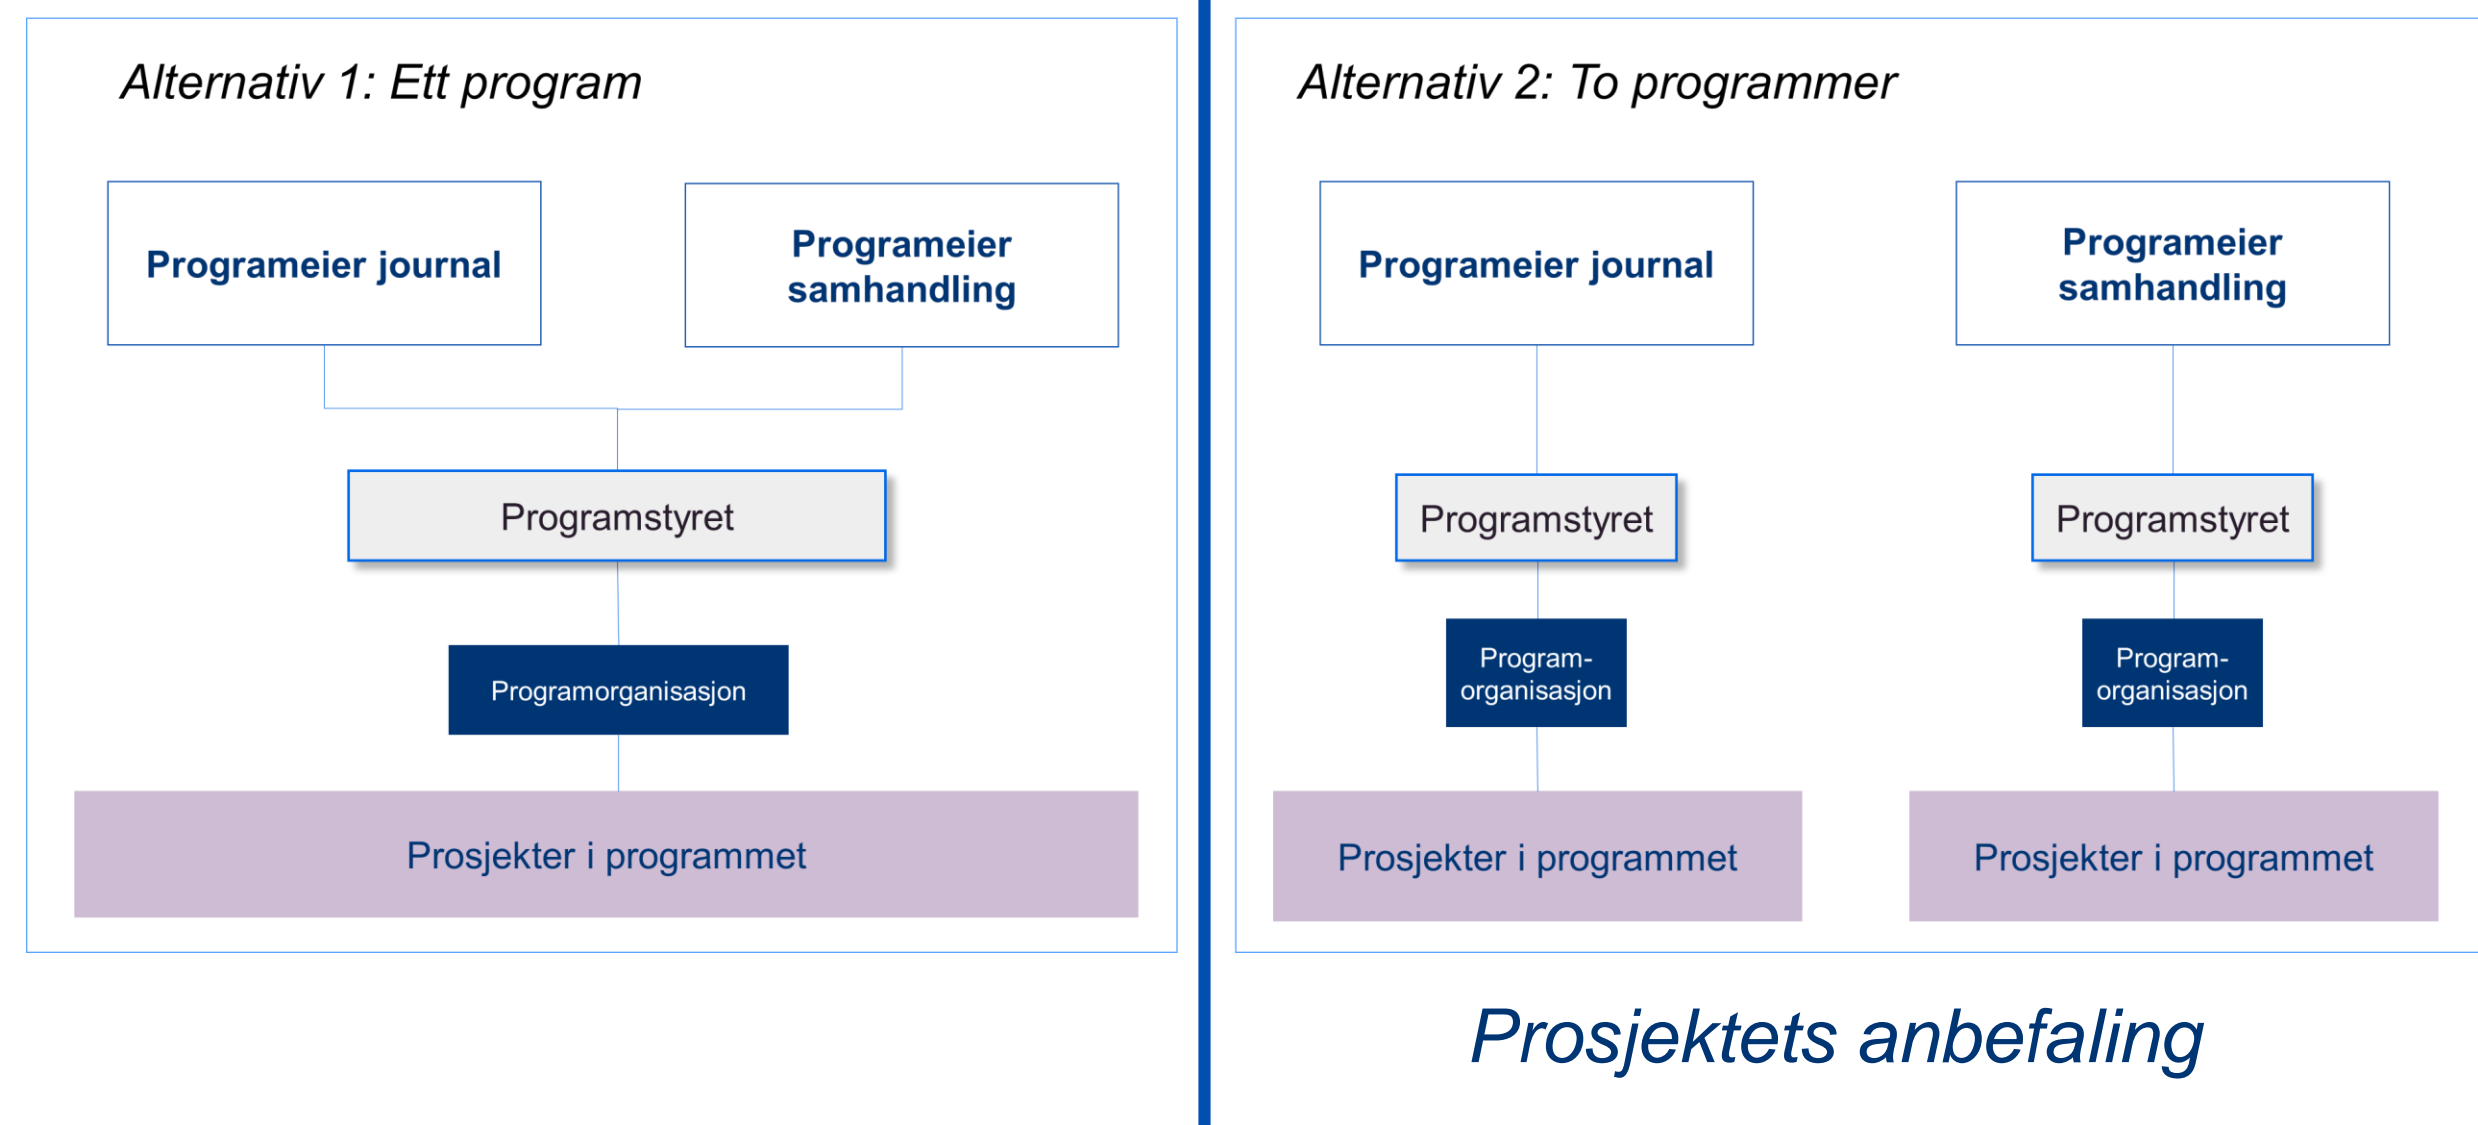 Alternativ 1: Ett program
Programeier journal
Programeier
samhandling
Programstyret
Programorganisasjon
Prosjekter i programmet
Alternativ 2: To programmer
Programeier journal
Programeier
samhandling
Programstyret
Programstyret
Program-
organisasjon
Program-
organisasjon
Prosjekter i programmet
Prosjekter i programmet
Prosjektets anbefaling